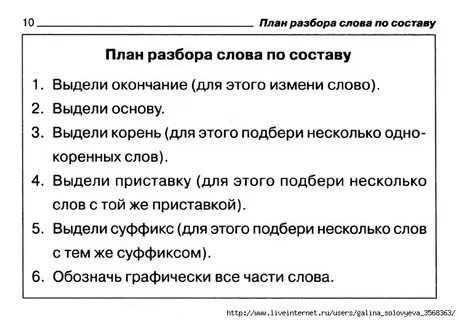 10 План разбора слова по составу
План разбора слова по составу
1. Выдели окончание (для этого измени слово).
2. Выдели основу.
3. Выдели корень (для этого подбери несколько одно-
коренных слов).
4. Выдели приставку (для этого подбери несколько
слов с той же приставкой).
5. Выдели суффикс (для этого подбери несколько слов
с тем же суффиксом).
6. Обозначь графически все части слова.
http://www.liveinternet.ru/users/galina_solovyeva_3568363/